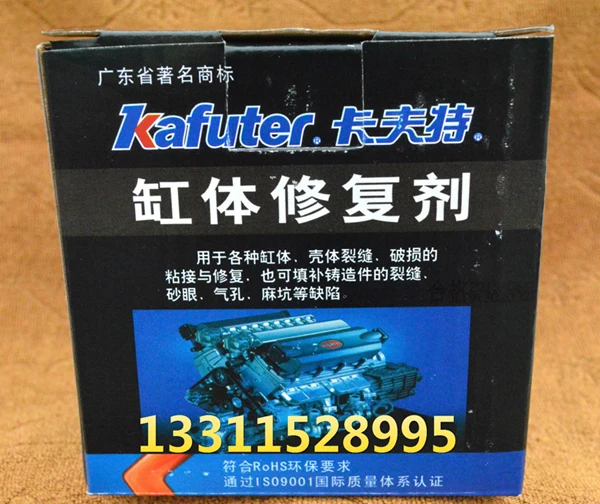 广东省著名商标
Kafuter® 卡夫特®
缸体修复剂
用于各种缸体、壳体裂缝、破损的
粘接与修复，也可填补铸造件的裂缝、
砂眼、气孔、麻坑等缺陷。
13311528995
符合RoHS环保要求
通过ISO9001国际质量体系认证